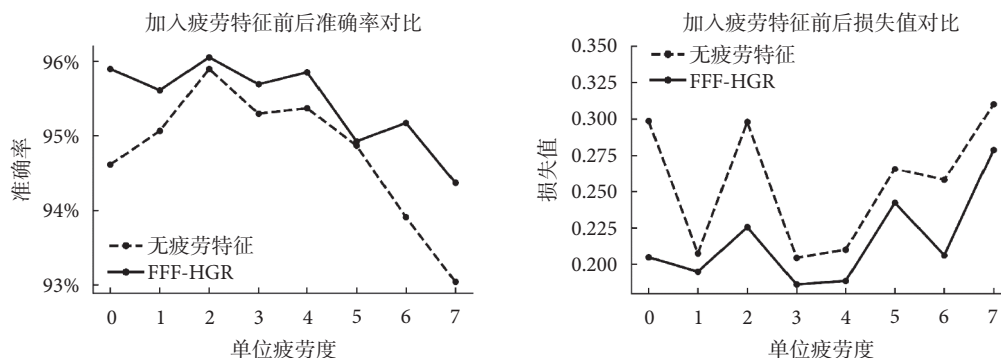 加入疲劳特征前后准确率对比
96%
95%
94%
93%
准确率
无疲劳特征
FFF-HGR
0 1 2 3 4 5 6 7
单位疲劳度
加入疲劳特征前后损失值对比
0.350
0.325
0.300
0.275
0.250
0.225
0.200
损失值
无疲劳特征
FFF-HGR
0 1 2 3 4 5 6 7
单位疲劳度